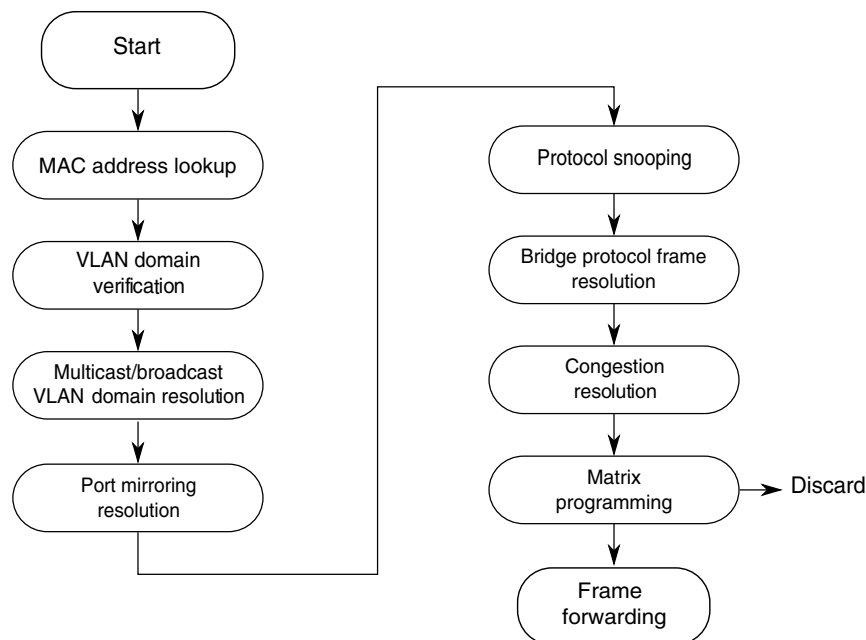 Start
MAC address lookup
VLAN domain
verification
Multicast/broadcast
VLAN domain resolution
Port mirroring
resolution
Protocol snooping
Bridge protocol frame
resolution
Congestion
resolution
Matrix
programming
Discard
Frame
forwarding